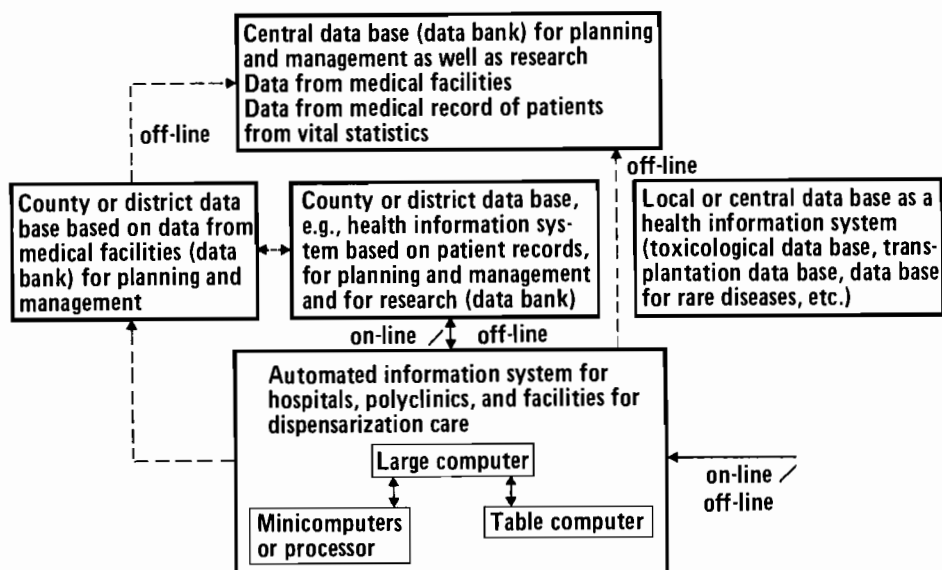 Central data base (data bank) for planning
and management as well as research
Data from medical facilities
Data from medical record of patients
from vital statistics
off-line
off-line
County or district data
base based on data from
medical facilities (data
bank) for planning and
management
County or district data base,
e.g., health information sys-
tem based on patient records,
for planning and management
and for research (data bank)
Local or central data base as a
health information system
(toxicological data base, trans-
plantation data base, data base
for rare diseases, etc.)
on-line / off-line
Automated information system for
hospitals, polyclinics, and facilities for
dispensarization care
Large computer
Minicomputers
or processor
Table computer
on-line /
off-line